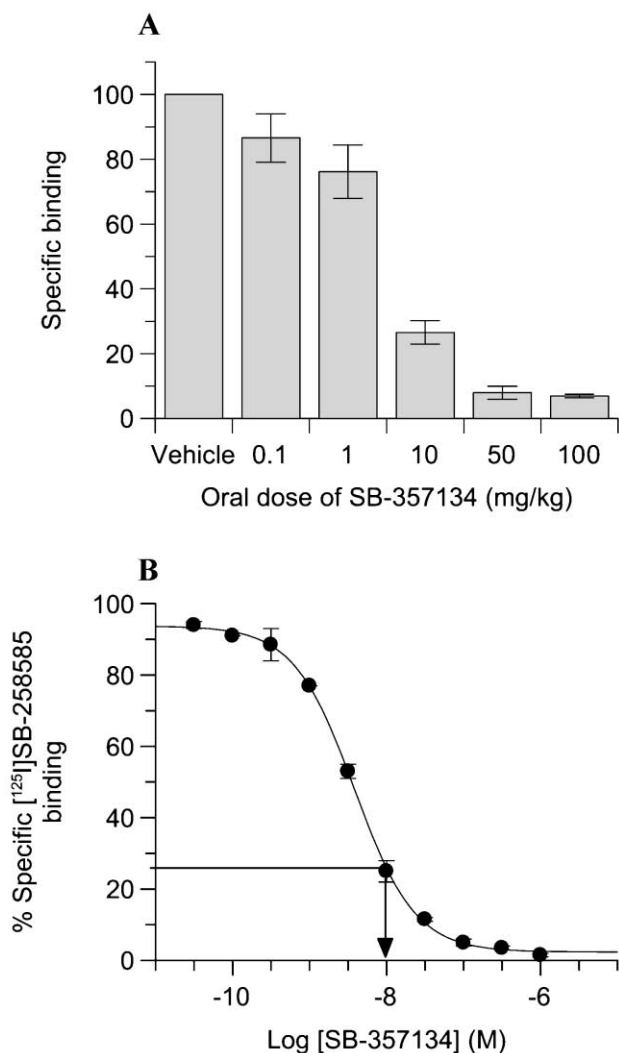 A
Specific binding
100
80
60
40
20
0
Vehicle 0.1 1 10 50 100
Oral dose of SB-357134 (mg/kg)
B
% Specific [¹²⁵I]SB-258585
binding
100
80
60
40
20
0
-10 -8 -6
Log [SB-357134] (M)